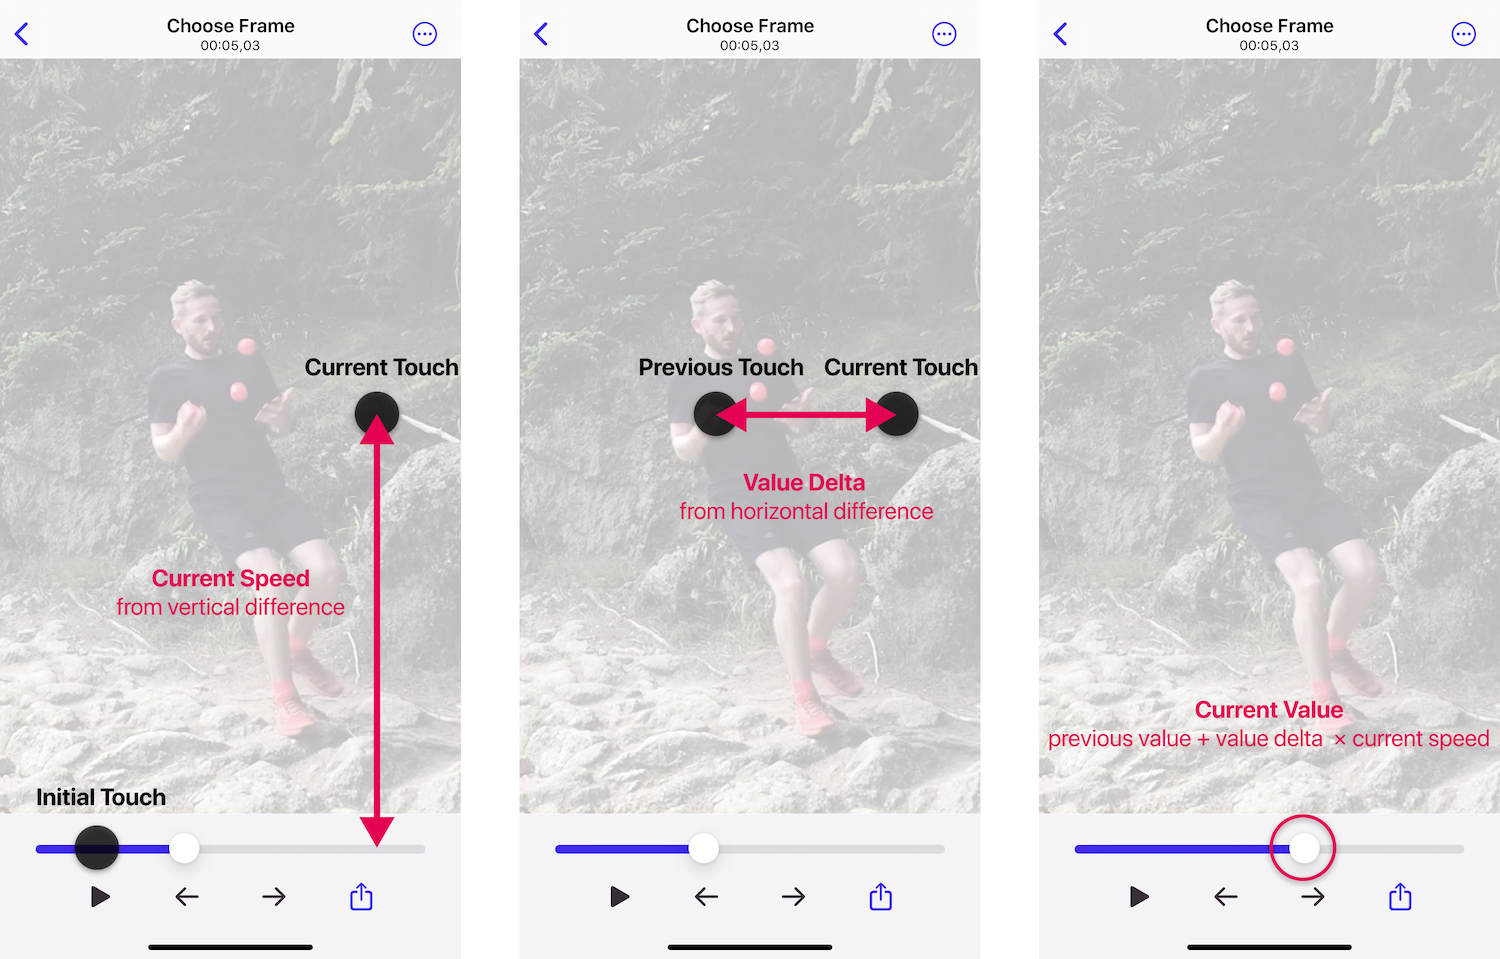 Choose Frame
00:05,03
Current Touch
Current Speed
from vertical difference
Initial Touch
Choose Frame
00:05,03
Previous Touch
Current Touch
Value Delta
from horizontal difference
Choose Frame
00:05,03
Current Value
previous value + value delta × current speed